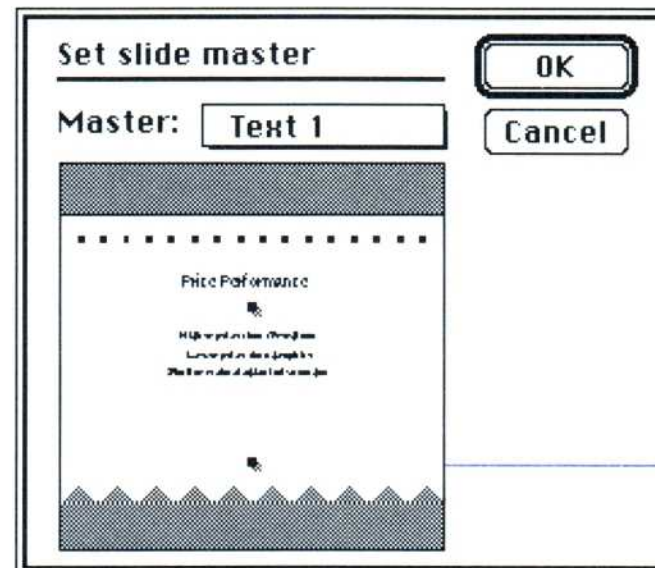 Set slide master
OK
Master: Text 1
Cancel
Price Performance